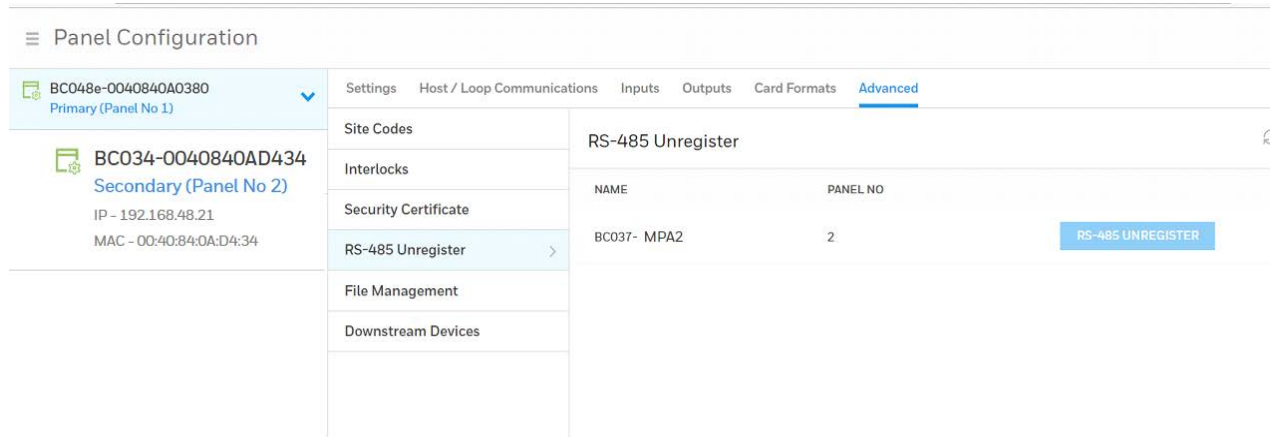 Panel Configuration
BC048e-0040840A0380
Primary (Panel No 1)
BC034-0040840AD434
Secondary (Panel No 2)
IP - 192.168.48.21
MAC - 00:40:84:0A:D4:34
Settings Host / Loop Communications Inputs Outputs Card Formats Advanced
Site Codes
Interlocks
Security Certificate
RS-485 Unregister
File Management
Downstream Devices
RS-485 Unregister
NAME PANEL NO
BC037- MPA2 2 RS-485 UNREGISTER